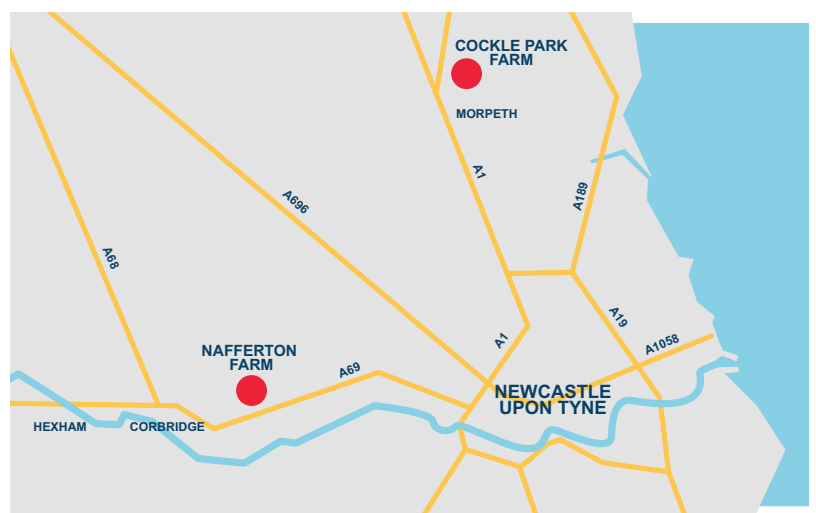 COCKLE PARK
FARM
MORPETH
A1
A189
A696
A68
A19
A1
A1058
NAFFERTON
FARM
A69
NEWCASTLE
UPON TYNE
HEXHAM
CORBRIDGE